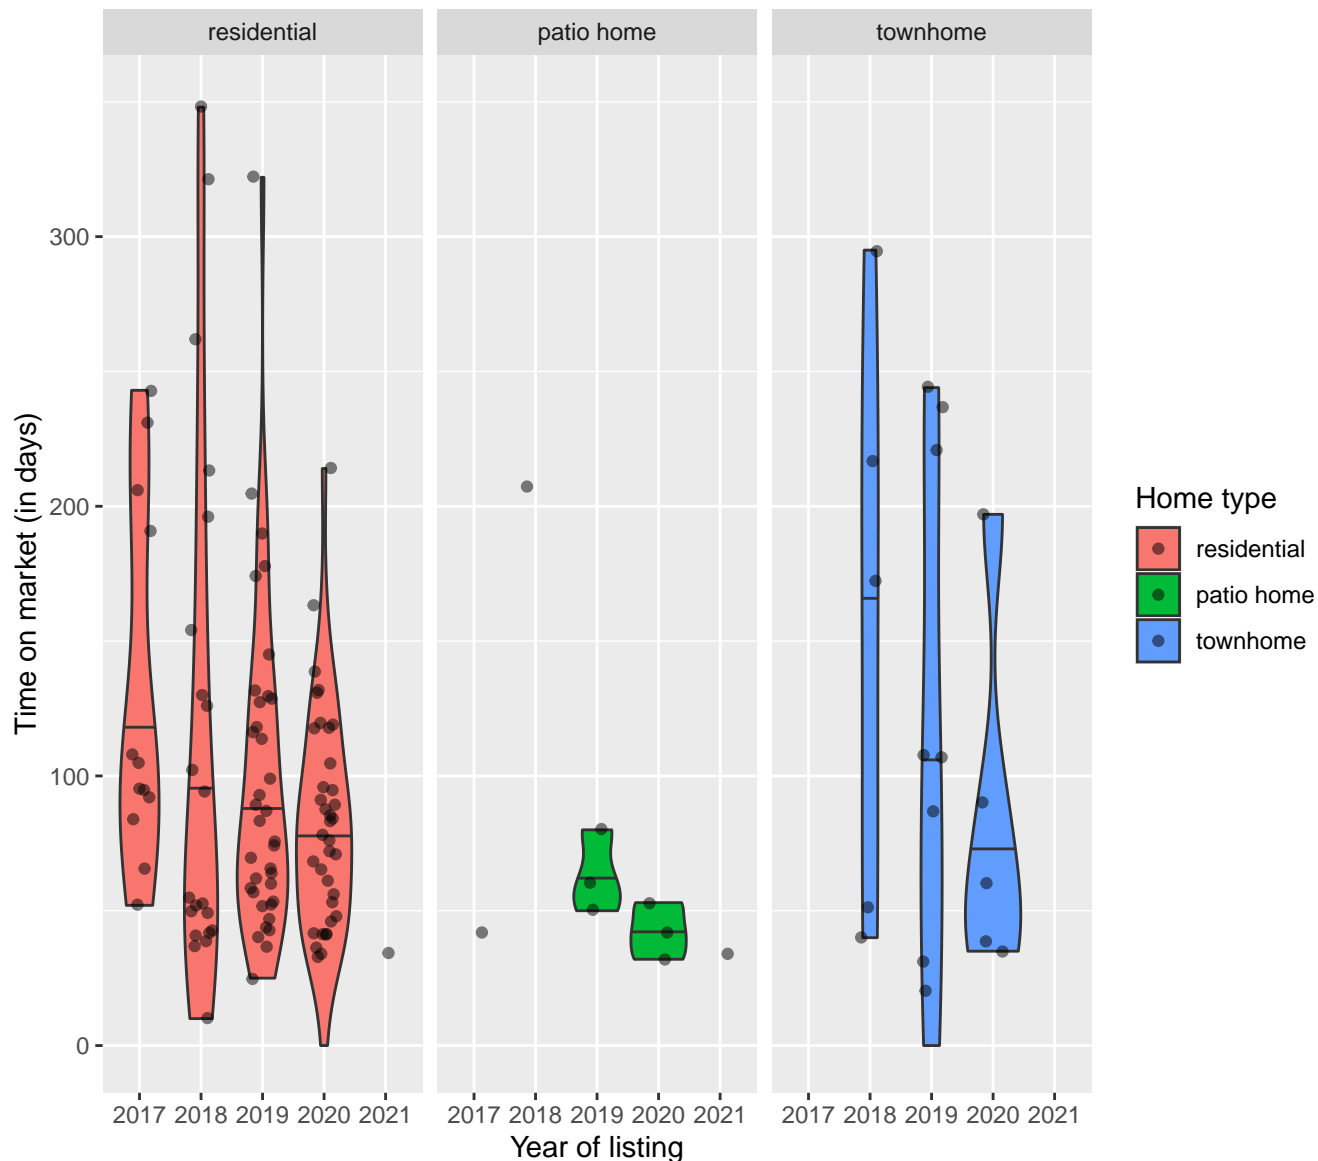 residential patio home townhome
Time on market (in days)
300
200
100
0
2017 2018 2019 2020 2021 2017 2018 2019 2020 2021 2017 2018 2019 2020 2021
Year of listing
Home type
residential
patio home
townhome